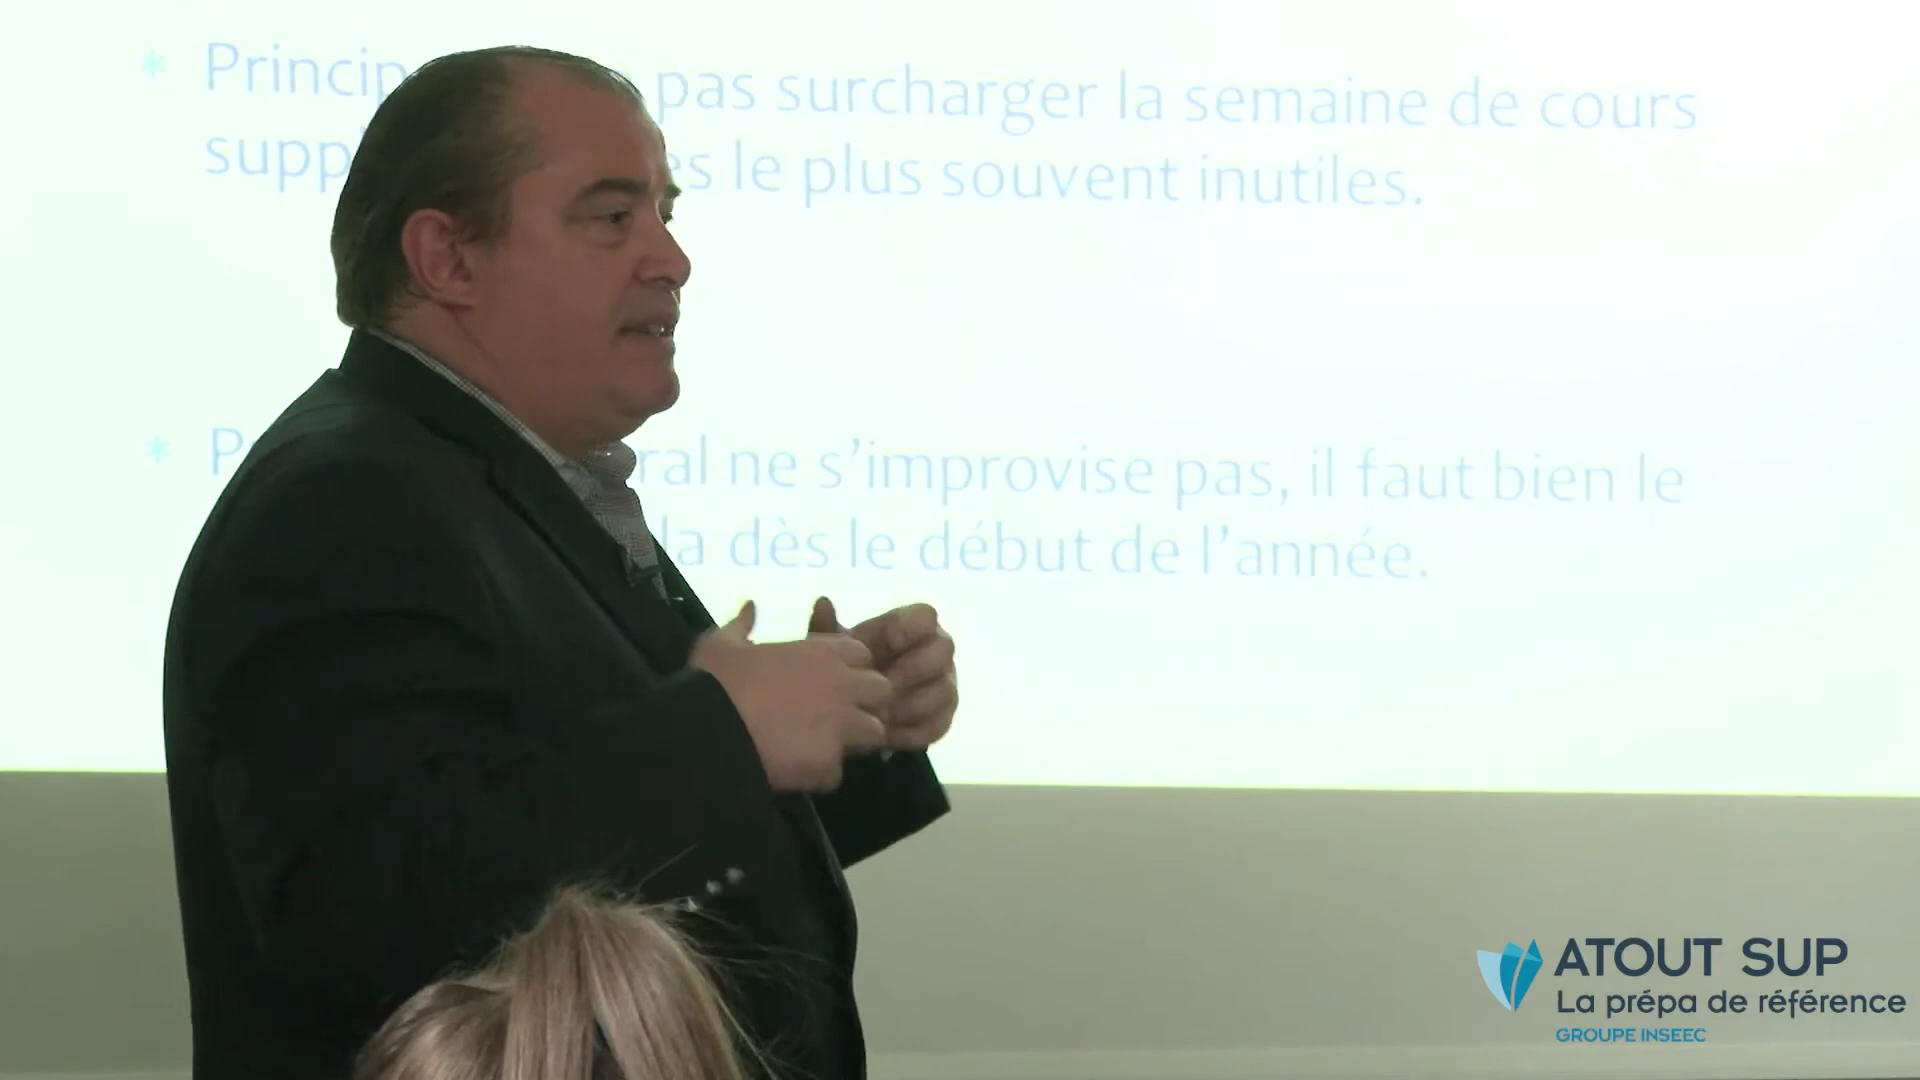 * Princip pas surcharger la semaine de cours
supp es le plus souvent inutiles.
* P ral ne s'improvise pas, il faut bien le
la dès le début de l'année.
ATOUT SUP
La prépa de référence
GROUPE INSEEC